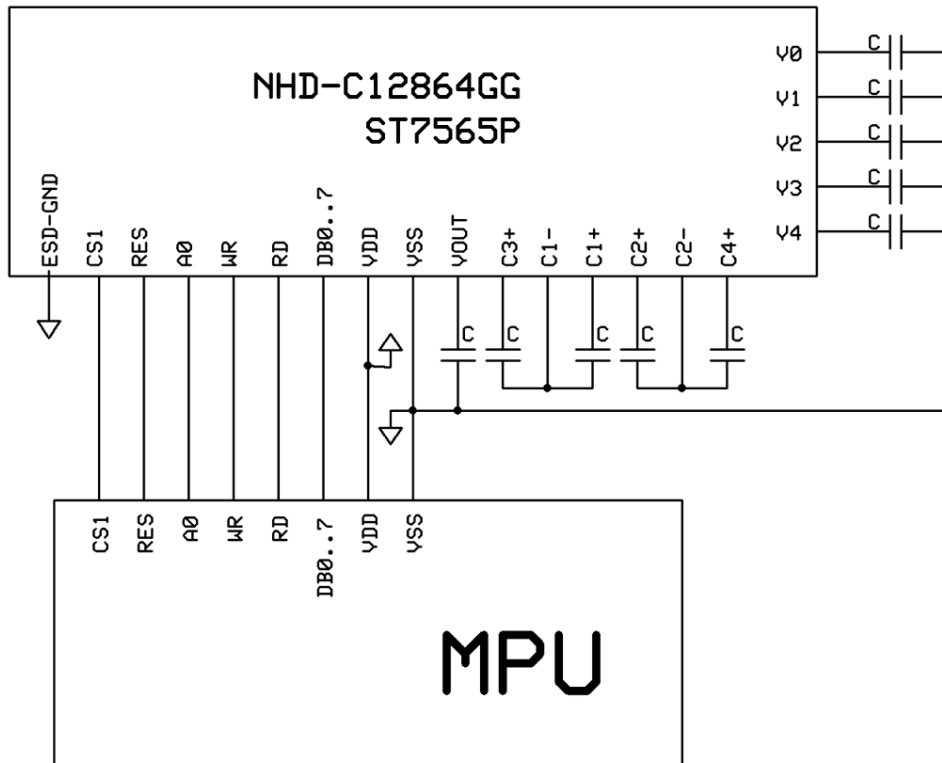 NHD-C12864GG
ST7565P
V0
V1
V2
V3
V4
C
C
C
C
C
ESD-GND
CS1
RES
A0
WR
RD
DB0..7
VDD
VSS
VOUT
C3+
C1-
C1+
C2+
C2-
C4+
C
C
C
C
C
CS1
RES
A0
WR
RD
DB0..7
VDD
VSS
MPU